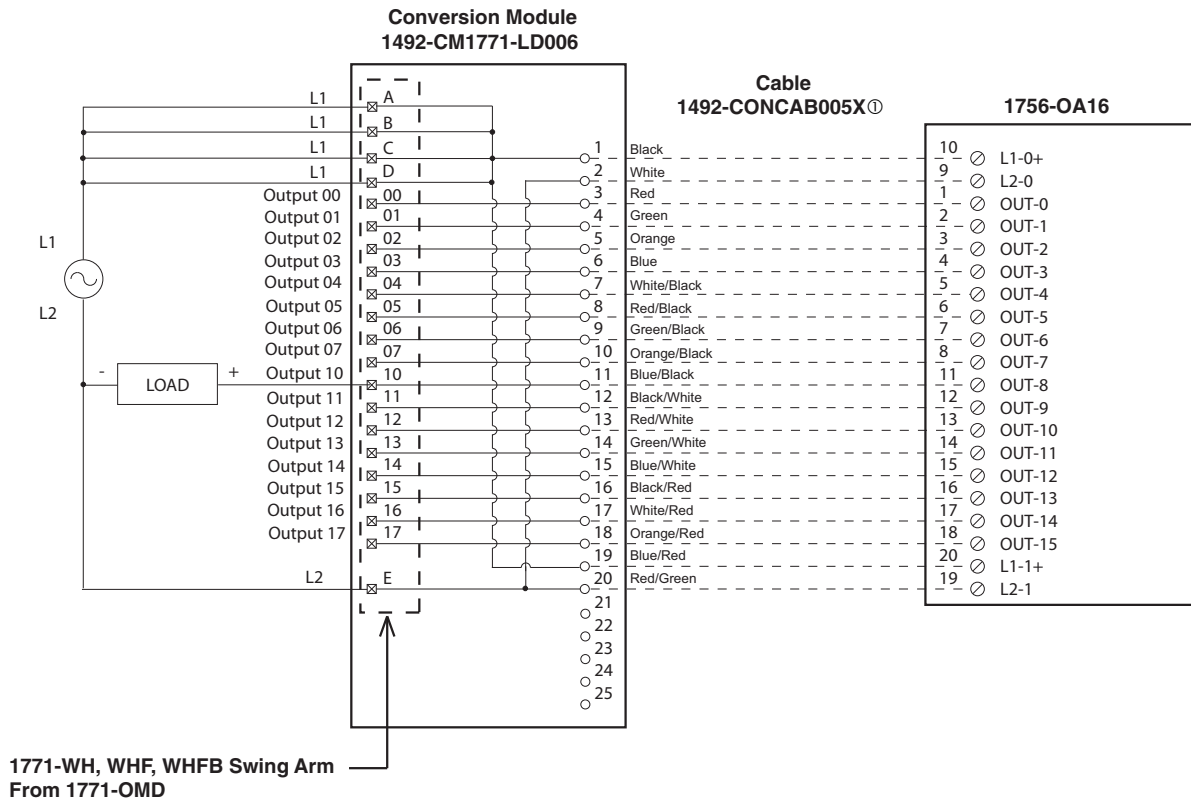 Conversion Module
1492-CM1771-LD006
Cable
1492-CONCAB005X①
1756-OA16
L1 A
L1 B
L1 C
L1 D
Output 00 00
Output 01 01
Output 02 02
Output 03 03
Output 04 04
Output 05 05
Output 06 06
Output 07 07
Output 10 10
Output 11 11
Output 12 12
Output 13 13
Output 14 14
Output 15 15
Output 16 16
Output 17 17
L2 E
L1
L2
- LOAD +
1 Black 10 L1-0+
2 White 9 L2-0
3 Red 1 OUT-0
4 Green 2 OUT-1
5 Orange 3 OUT-2
6 Blue 4 OUT-3
7 White/Black 5 OUT-4
8 Red/Black 6 OUT-5
9 Green/Black 7 OUT-6
10 Orange/Black 8 OUT-7
11 Blue/Black 11 OUT-8
12 Black/White 12 OUT-9
13 Red/White 13 OUT-10
14 Green/White 14 OUT-11
15 Blue/White 15 OUT-12
16 Black/Red 16 OUT-13
17 White/Red 17 OUT-14
18 Orange/Red 18 OUT-15
19 Blue/Red 20 L1-1+
20 Red/Green 19 L2-1
21
22
23
24
25
1771-WH, WHF, WHFB Swing Arm
From 1771-OMD